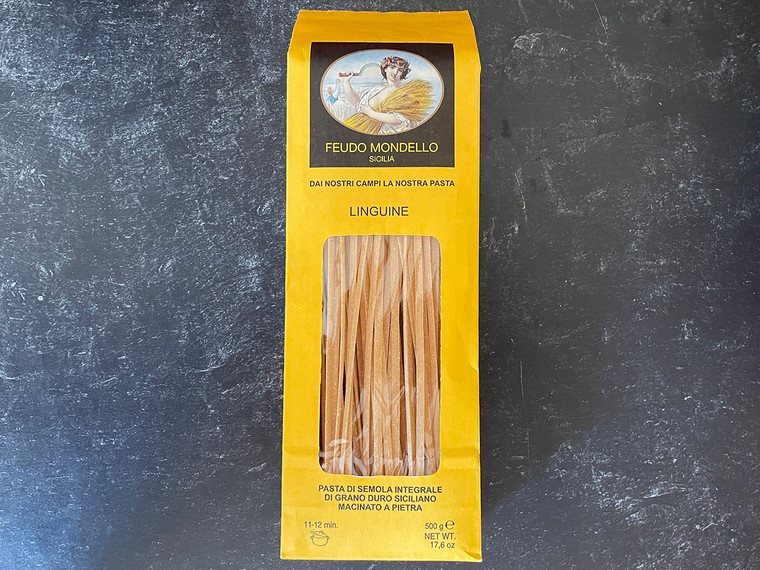 FEUDO MONDELLO
SICILIA
DAI NOSTRI CAMPI LA NOSTRA PASTA
LINGUINE
PASTA DI SEMOLA INTEGRALE
DI GRANO DURO SICILIANO
MACINATO A PIETRA
11-12 min.
500 g ℮
NET WT.
17,6 oz